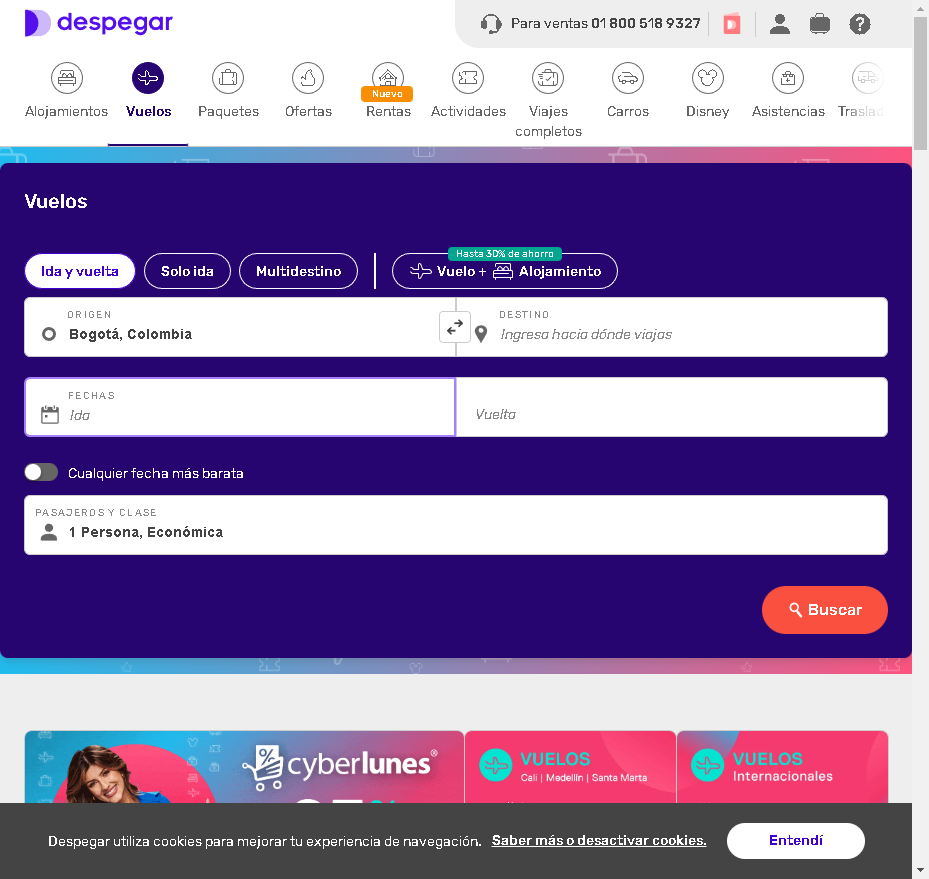 despegar
Para ventas 01 800 518 9327
Alojamientos
Vuelos
Paquetes
Ofertas
Nuevo
Rentas
Actividades
Viajes
completos
Carros
Disney
Asistencias
Traslad
Vuelos
Hasta 30% de ahorro
Ida y vuelta
Solo ida
Multidestino
Vuelo + Alojamiento
ORIGEN
Bogotá, Colombia
DESTINO
Ingresa hacia dónde viajas
FECHAS
Ida
Vuelta
Cualquier fecha más barata
PASAJEROS Y CLASE
1 Persona, Económica
Buscar
cyberlunes®
VUELOS
Cali | Medellín | Santa Marta
VUELOS
Internacionales
Despegar utiliza cookies para mejorar tu experiencia de navegación. Saber más o desactivar cookies.
Entendí